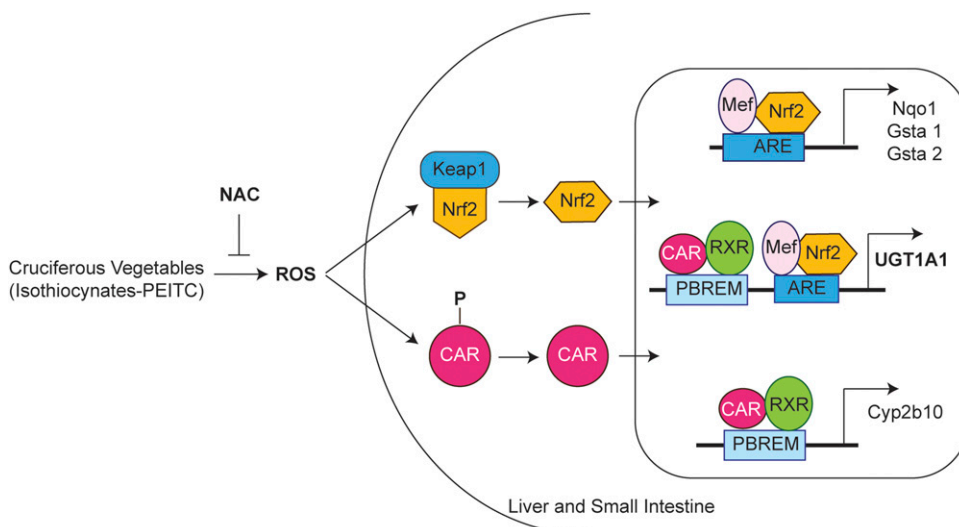 NAC
Cruciferous Vegetables
(Isothiocynates-PEITC)
ROS
Keap1
Nrf2
Nrf2
P
CAR
CAR
Mef
Nrf2
ARE
Nqo1
Gsta 1
Gsta 2
CAR
RXR
Mef
Nrf2
PBREM
ARE
UGT1A1
CAR
RXR
PBREM
Cyp2b10
Liver and Small Intestine